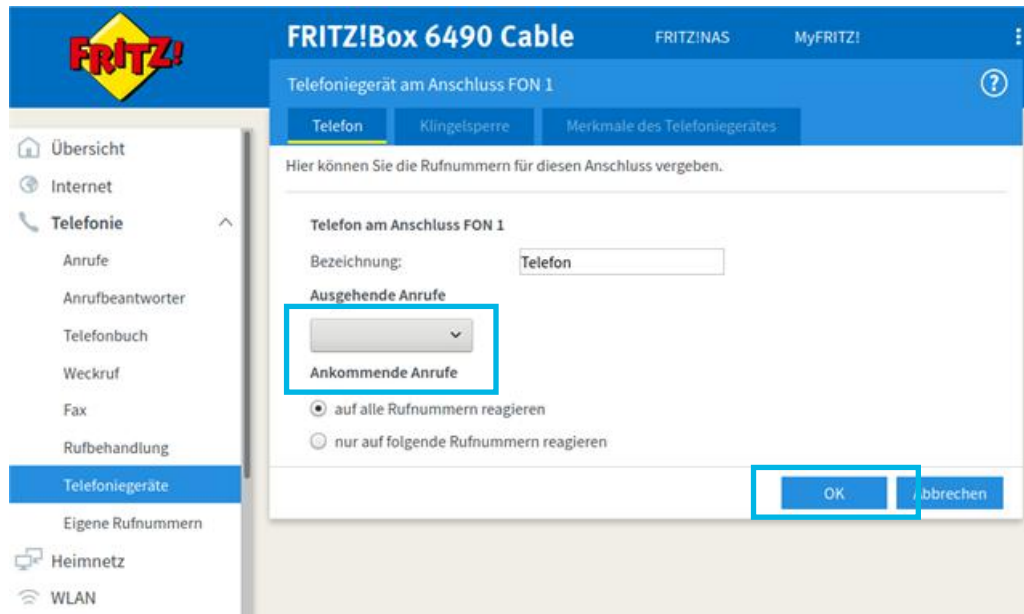 FRITZ!
FRITZ!Box 6490 Cable
FRITZ!NAS
MyFRITZ!
Telefoniegerät am Anschluss FON 1
?
Telefon
Klingelsperre
Merkmale des Telefoniegerätes
Hier können Sie die Rufnummern für diesen Anschluss vergeben.
Übersicht
Internet
Telefonie
Anrufe
Anrufbeantworter
Telefonbuch
Weckruf
Fax
Rufbehandlung
Telefoniegeräte
Eigene Rufnummern
Heimnetz
WLAN
Telefon am Anschluss FON 1
Bezeichnung: Telefon
Ausgehende Anrufe
Ankommende Anrufe
auf alle Rufnummern reagieren
nur auf folgende Rufnummern reagieren
OK
Abbrechen